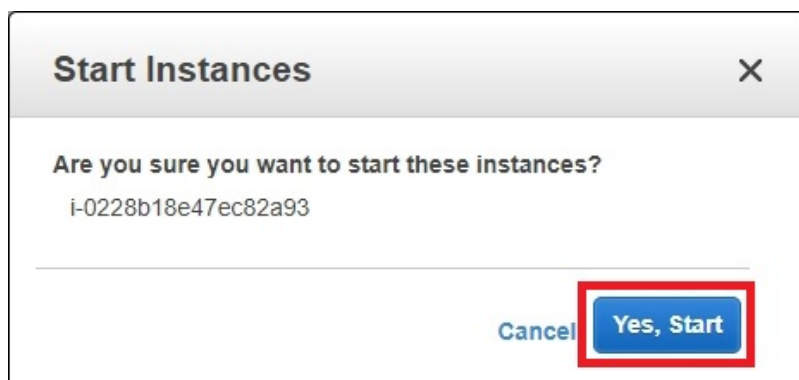 Start Instances
Are you sure you want to start these instances?
i-0228b18e47ec82a93
Cancel Yes, Start